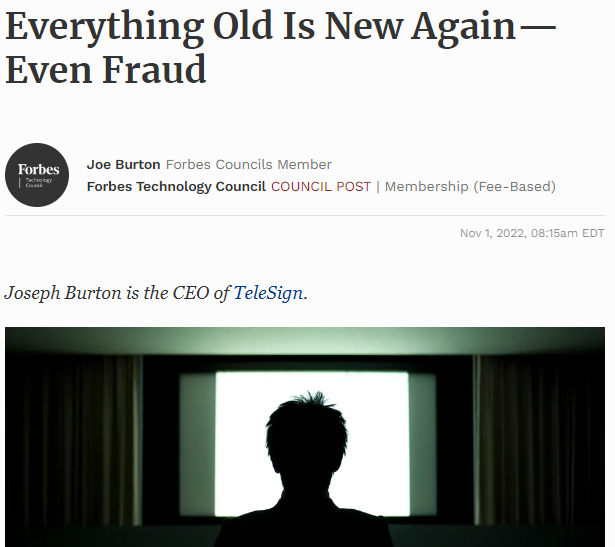 Everything Old Is New Again—
Even Fraud
Forbes
Technology
Council
Joe Burton Forbes Councils Member
Forbes Technology Council COUNCIL POST | Membership (Fee-Based)
Nov 1, 2022, 08:15am EDT
Joseph Burton is the CEO of TeleSign.